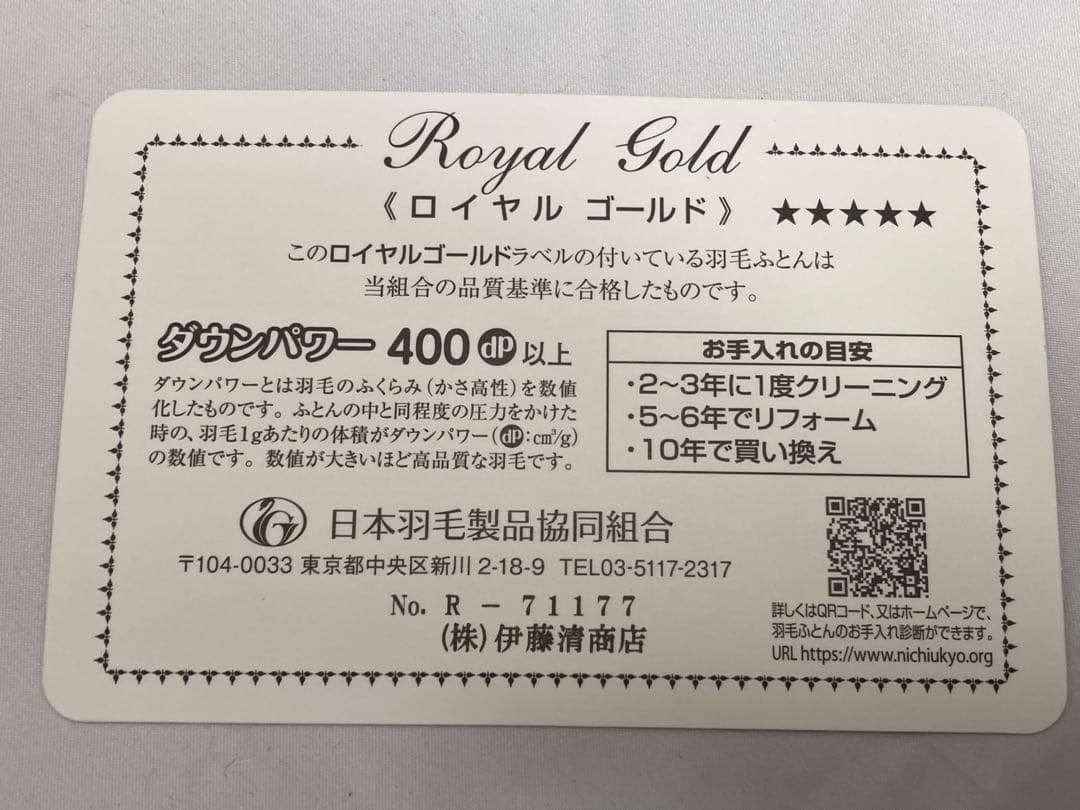 Royal Gold
《ロイヤル ゴールド》 ★★★★★
このロイヤルゴールドラベルの付いている羽毛ふとんは
当組合の品質基準に合格したものです。
ダウンパワー 400 dp 以上
ダウンパワーとは羽毛のふくらみ(かさ高性)を数値
化したものです。ふとんの中と同程度の圧力をかけた
時の、羽毛1gあたりの体積がダウンパワー(dp:cm³/g)
の数値です。数値が大きいほど高品質な羽毛です。
お手入れの目安
・2〜3年に1度クリーニング
・5〜6年でリフォーム
・10年で買い換え
日本羽毛製品協同組合
〒104-0033 東京都中央区新川 2-18-9 TEL03-5117-2317
No. R － 71177
(株)伊藤清商店
詳しくはQRコード、又はホームページで、
羽毛ふとんのお手入れ診断ができます。
URL https://www.nichiukyo.org